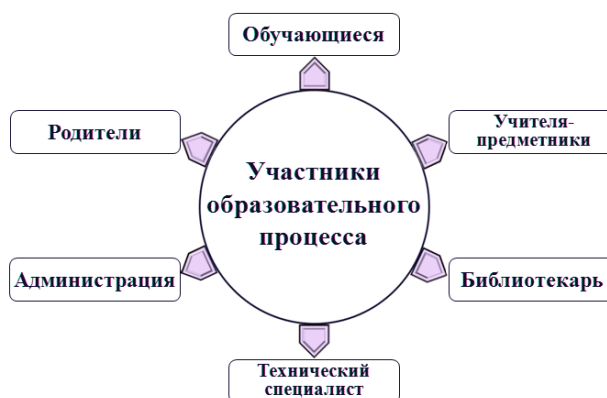 Обучающиеся
Родители
Учителя-
предметники
Участники
образовательного
процесса
Администрация
Библиотекарь
Технический
специалист